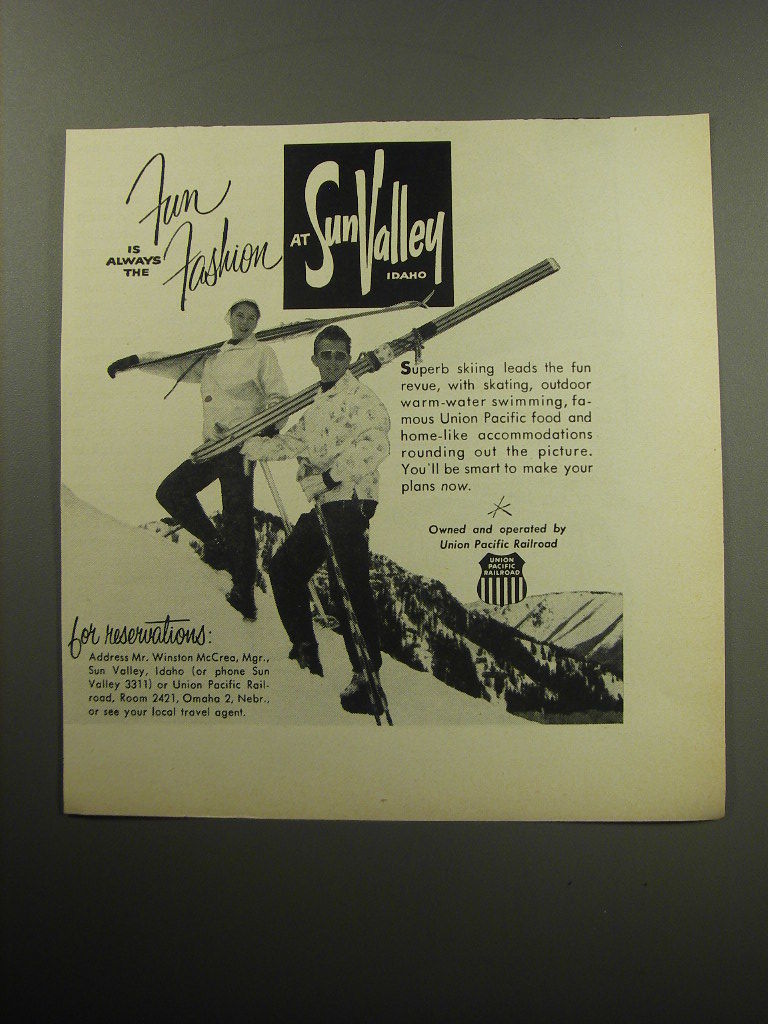 Fun
IS
ALWAYS
THE
Fashion
AT
Sun Valley
IDAHO
Superb skiing leads the fun
revue, with skating, outdoor
warm-water swimming, fa-
mous Union Pacific food and
home-like accommodations
rounding out the picture.
You'll be smart to make your
plans now.
Owned and operated by
Union Pacific Railroad
UNION
PACIFIC
RAILROAD
for reservations:
Address Mr. Winston McCrea, Mgr.,
Sun Valley, Idaho (or phone Sun
Valley 3311) or Union Pacific Rail-
road, Room 2421, Omaha 2, Nebr.,
or see your local travel agent.